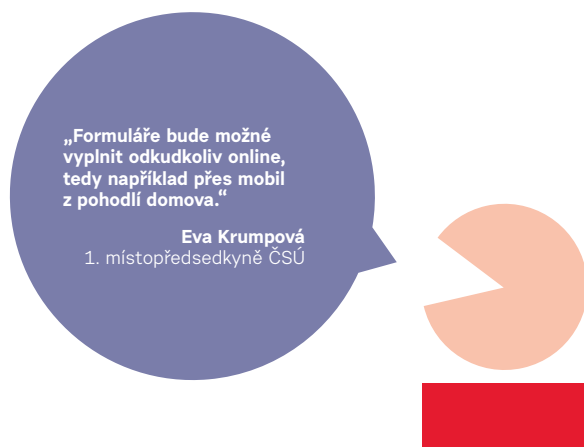 „Formuláře bude možné
vyplnit odkudkoliv online,
tedy například přes mobil
z pohodlí domova.“
Eva Krumpová
1. místopředsedkyně ČSÚ